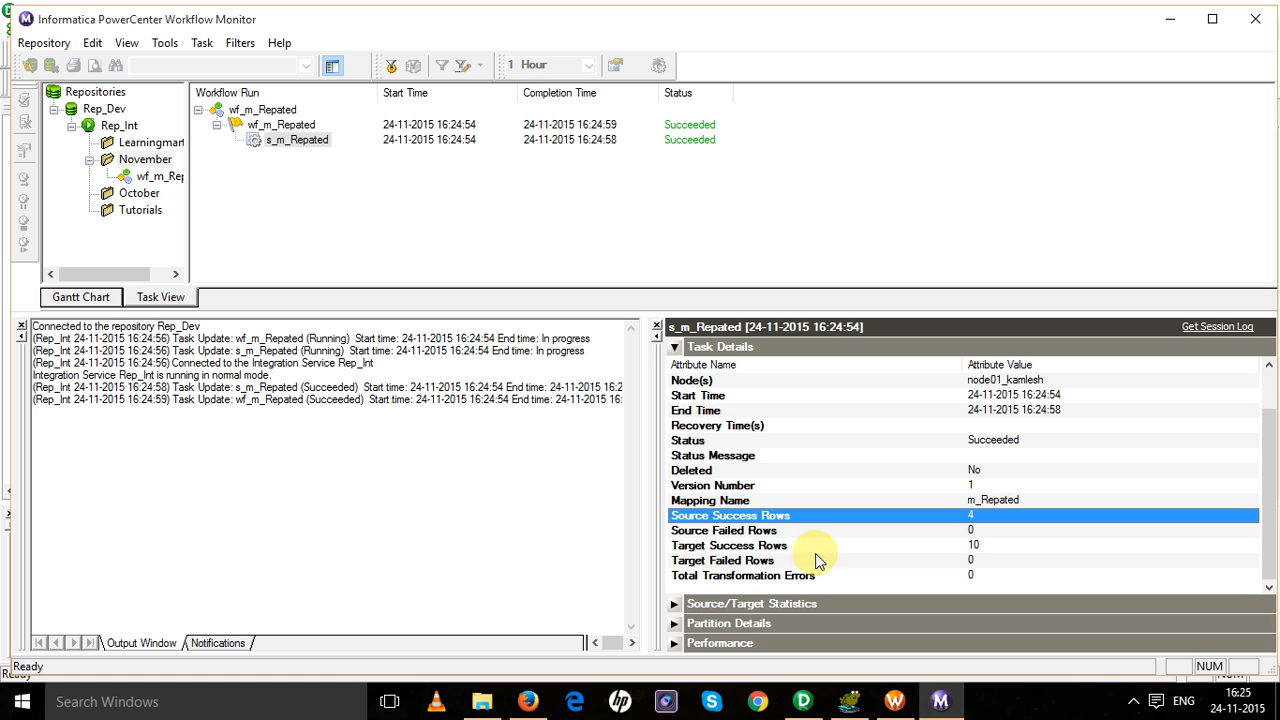 Informatica PowerCenter Workflow Monitor
Repository Edit View Tools Task Filters Help
1 Hour
Repositories
Rep_Dev
Rep_Int
Learningmart
November
wf_m_Rep
October
Tutorials
Workflow Run Start Time Completion Time Status
wf_m_Repated
wf_m_Repated 24-11-2015 16:24:54 24-11-2015 16:24:59 Succeeded
s_m_Repated 24-11-2015 16:24:54 24-11-2015 16:24:58 Succeeded
Gantt Chart Task View
Connected to the repository Rep_Dev
(Rep_Int 24-11-2015 16:24:56) Task Update: wf_m_Repated (Running) Start time: 24-11-2015 16:24:54 End time: In progress
(Rep_Int 24-11-2015 16:24:56) Task Update: s_m_Repated (Running) Start time: 24-11-2015 16:24:54 End time: In progress
(Rep_Int 24-11-2015 16:24:56) Connected to the Integration Service Rep_Int
Integration Service Rep_Int is running in normal mode.
(Rep_Int 24-11-2015 16:24:58) Task Update: s_m_Repated (Succeeded) Start time: 24-11-2015 16:24:54 End time: 24-11-2015 16:2
(Rep_Int 24-11-2015 16:24:59) Task Update: wf_m_Repated (Succeeded) Start time: 24-11-2015 16:24:54 End time: 24-11-2015 16:
Output Window Notifications
s_m_Repated [24-11-2015 16:24:54] Get Session Log
Task Details
Attribute Name Attribute Value
Node(s) node01_kamlesh
Start Time 24-11-2015 16:24:54
End Time 24-11-2015 16:24:58
Recovery Time(s)
Status Succeeded
Status Message
Deleted No
Version Number 1
Mapping Name m_Repated
Source Success Rows 4
Source Failed Rows 0
Target Success Rows 10
Target Failed Rows 0
Total Transformation Errors 0
Source/Target Statistics
Partition Details
Performance
Ready NUM
Search Windows
ENG
16:25
24-11-2015